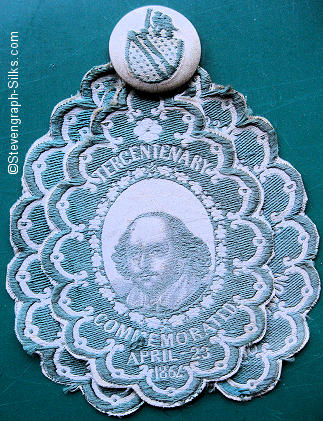 ©Stevengraph-Silks.com
TERCENTENARY
COMMEMORATED
APRIL 23
1864